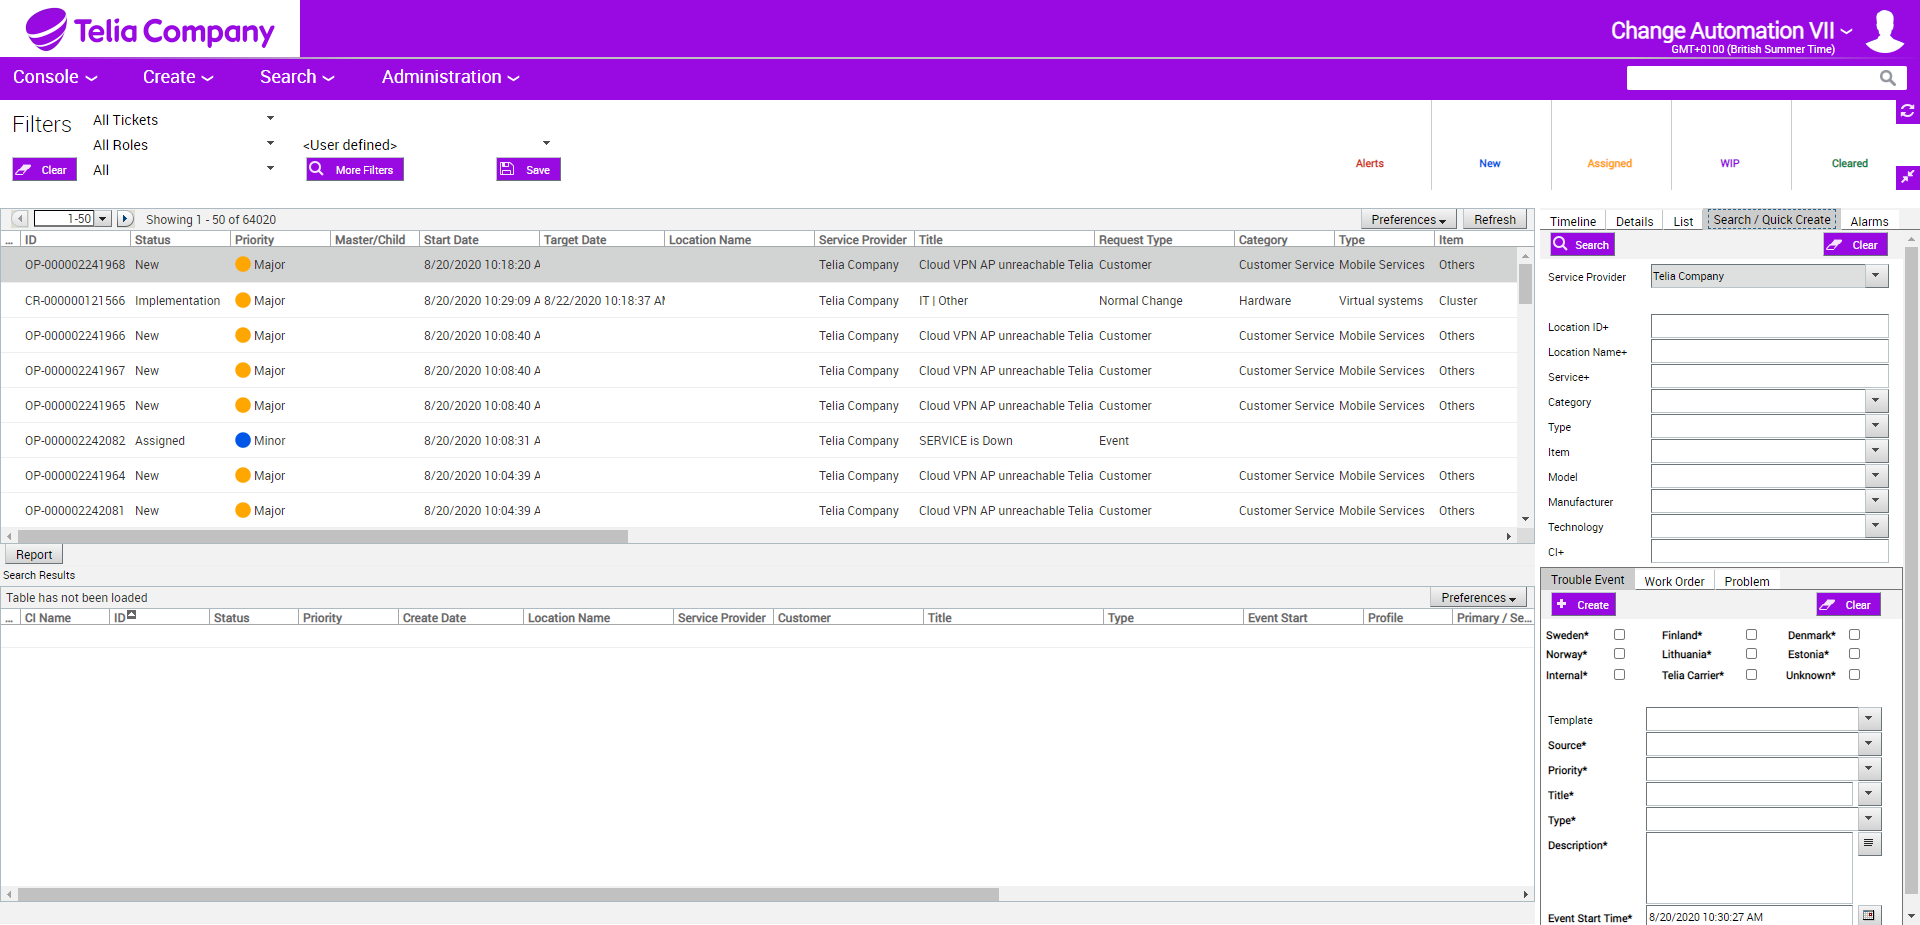 Telia Company
Change Automation VII
GMT+0100 (British Summer Time)
Console Create Search Administration
Filters
All Tickets
All Roles <User defined>
Clear All More Filters Save
Alerts New Assigned WIP Cleared
1-50 Showing 1 - 50 of 64020 Preferences Refresh
... ID Status Priority Master/Child Start Date Target Date Location Name Service Provider Title Request Type Category Type Item
OP-000002241968 New Major 8/20/2020 10:18:20 A Telia Company Cloud VPN AP unreachable Telia Customer Customer Service Mobile Services Others
CR-000000121566 Implementation Major 8/20/2020 10:29:09 A 8/22/2020 10:18:37 AM Telia Company IT | Other Normal Change Hardware Virtual systems Cluster
OP-000002241966 New Major 8/20/2020 10:08:40 A Telia Company Cloud VPN AP unreachable Telia Customer Customer Service Mobile Services Others
OP-000002241967 New Major 8/20/2020 10:08:40 A Telia Company Cloud VPN AP unreachable Telia Customer Customer Service Mobile Services Others
OP-000002241965 New Major 8/20/2020 10:08:40 A Telia Company Cloud VPN AP unreachable Telia Customer Customer Service Mobile Services Others
OP-000002242082 Assigned Minor 8/20/2020 10:08:31 A Telia Company SERVICE is Down Event
OP-000002241964 New Major 8/20/2020 10:04:39 A Telia Company Cloud VPN AP unreachable Telia Customer Customer Service Mobile Services Others
OP-000002242081 New Major 8/20/2020 10:04:39 A Telia Company Cloud VPN AP unreachable Telia Customer Customer Service Mobile Services Others
Report
Search Results
Table has not been loaded Preferences
... CI Name ID Status Priority Create Date Location Name Service Provider Customer Title Type Event Start Profile Primary / Se...
Timeline Details List Search / Quick Create Alarms
Search Clear
Service Provider Telia Company
Location ID+
Location Name+
Service+
Category
Type
Item
Model
Manufacturer
Technology
CI+
Trouble Event Work Order Problem
Create Clear
Sweden* Finland* Denmark*
Norway* Lithuania* Estonia*
Internal* Telia Carrier* Unknown*
Template
Source*
Priority*
Title*
Type*
Description*
Event Start Time* 8/20/2020 10:30:27 AM